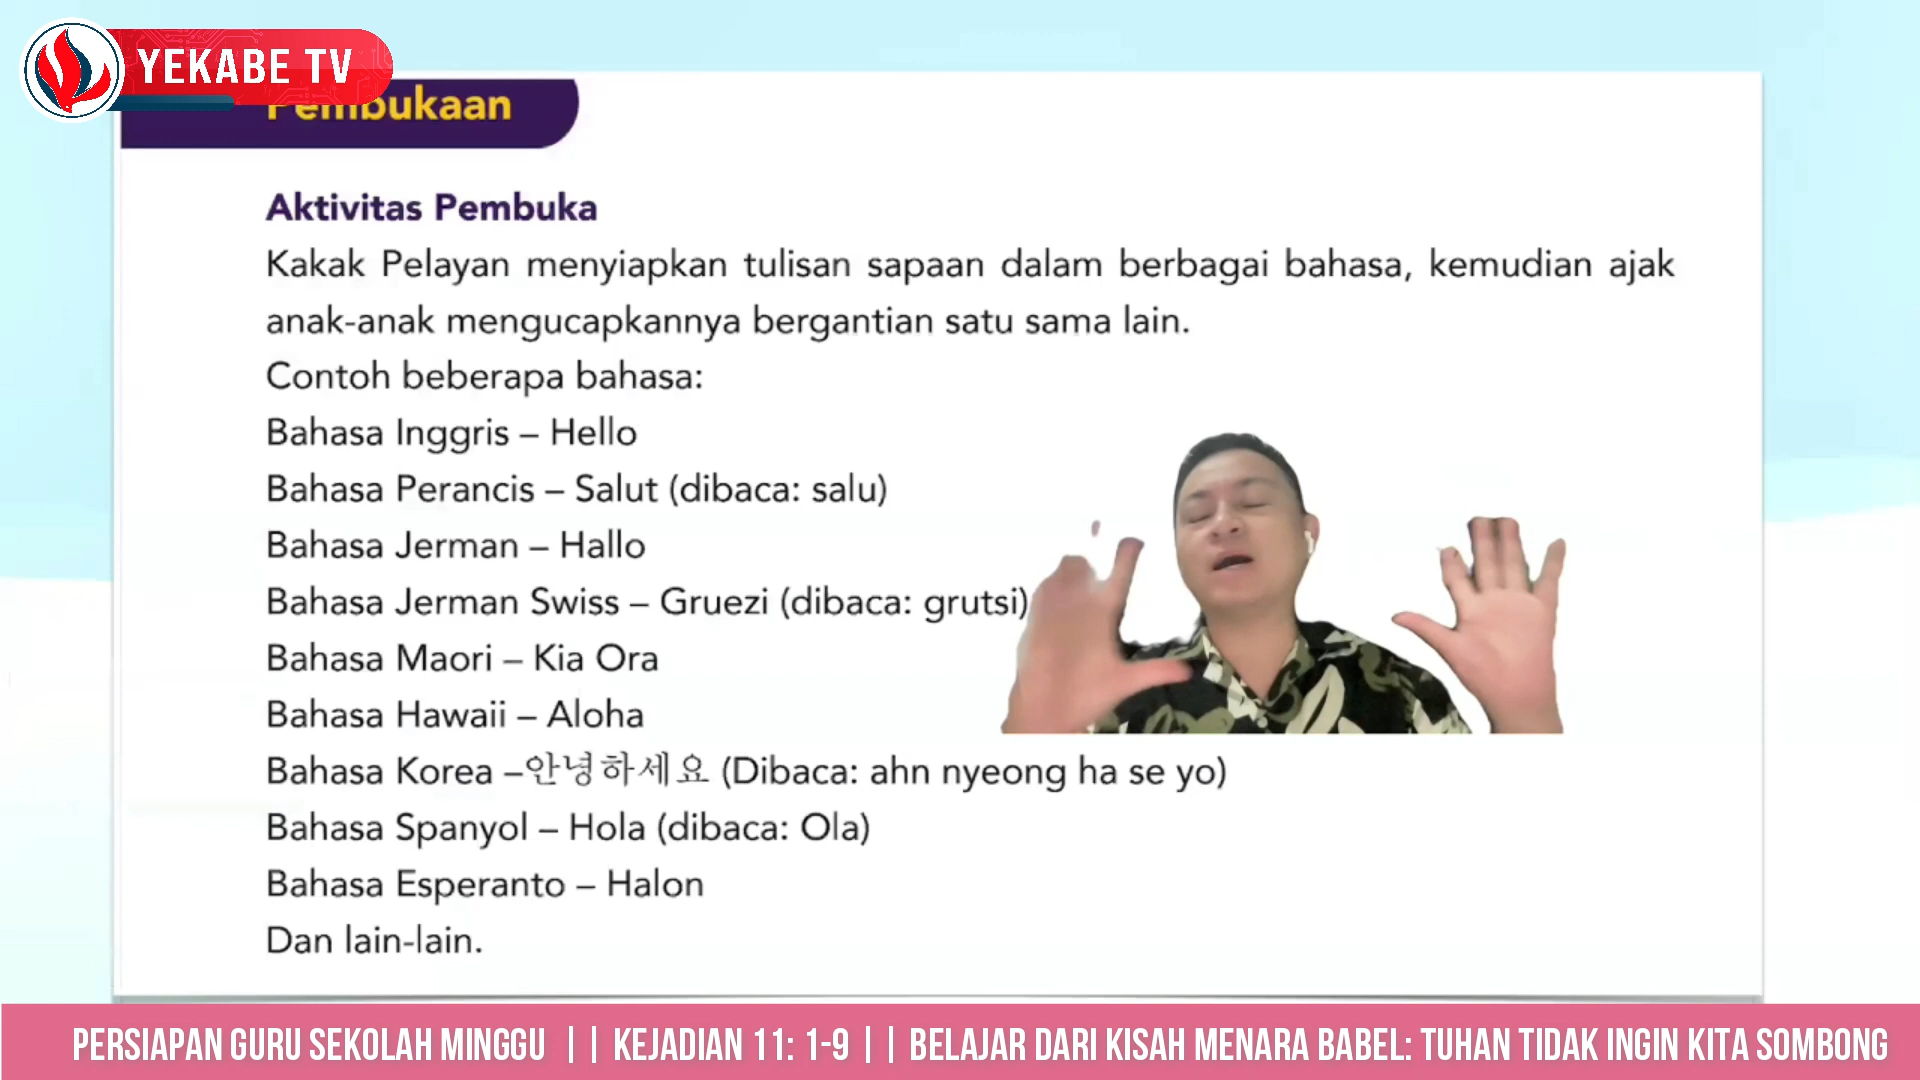 YEKABE TV
Pembukaan
Aktivitas Pembuka
Kakak Pelayan menyiapkan tulisan sapaan dalam berbagai bahasa, kemudian ajak
anak-anak mengucapkannya bergantian satu sama lain.
Contoh beberapa bahasa:
Bahasa Inggris – Hello
Bahasa Perancis – Salut (dibaca: salu)
Bahasa Jerman – Hallo
Bahasa Jerman Swiss – Gruezi (dibaca: grutsi)
Bahasa Maori – Kia Ora
Bahasa Hawaii – Aloha
Bahasa Korea –안녕하세요 (Dibaca: ahn nyeong ha se yo)
Bahasa Spanyol – Hola (dibaca: Ola)
Bahasa Esperanto – Halon
Dan lain-lain.
PERSIAPAN GURU SEKOLAH MINGGU || KEJADIAN 11: 1-9 || BELAJAR DARI KISAH MENARA BABEL: TUHAN TIDAK INGIN KITA SOMBONG